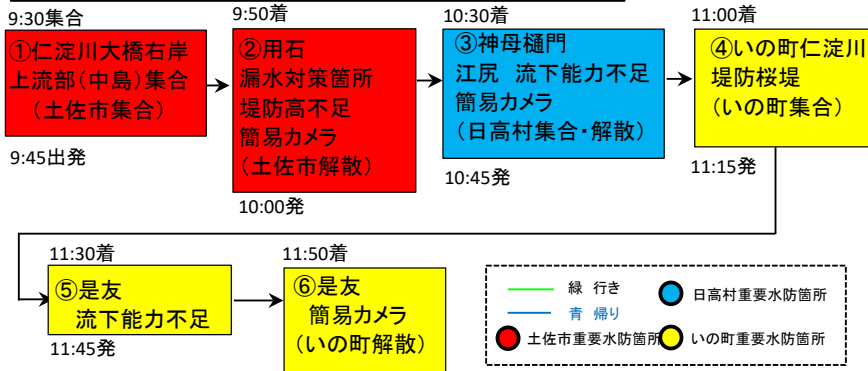 9:30集合
①仁淀川大橋右岸
上流部(中島)集合
(土佐市集合)
9:45出発
9:50着
②用石
漏水対策箇所
堤防高不足
簡易カメラ
(土佐市解散)
10:00発
10:30着
③神母樋門
江尻 流下能力不足
簡易カメラ
(日高村集合・解散)
10:45発
11:00着
④いの町仁淀川
堤防桜堤
(いの町集合)
11:15発
11:30着
⑤是友
流下能力不足
11:45発
11:50着
⑥是友
簡易カメラ
(いの町解散)
緑 行き
青 帰り
日高村重要水防箇所
土佐市重要水防箇所
いの町重要水防箇所